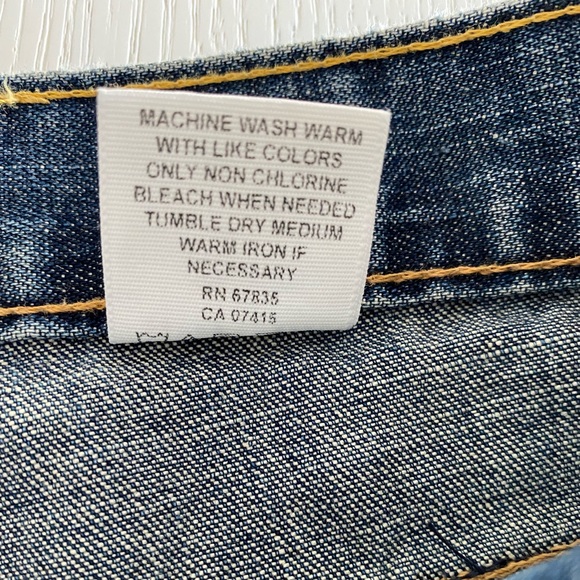 MACHINE WASH WARM
WITH LIKE COLORS
ONLY NON CHLORINE
BLEACH WHEN NEEDED
TUMBLE DRY MEDIUM
WARM IRON IF
NECESSARY
RN 67835
CA 07415